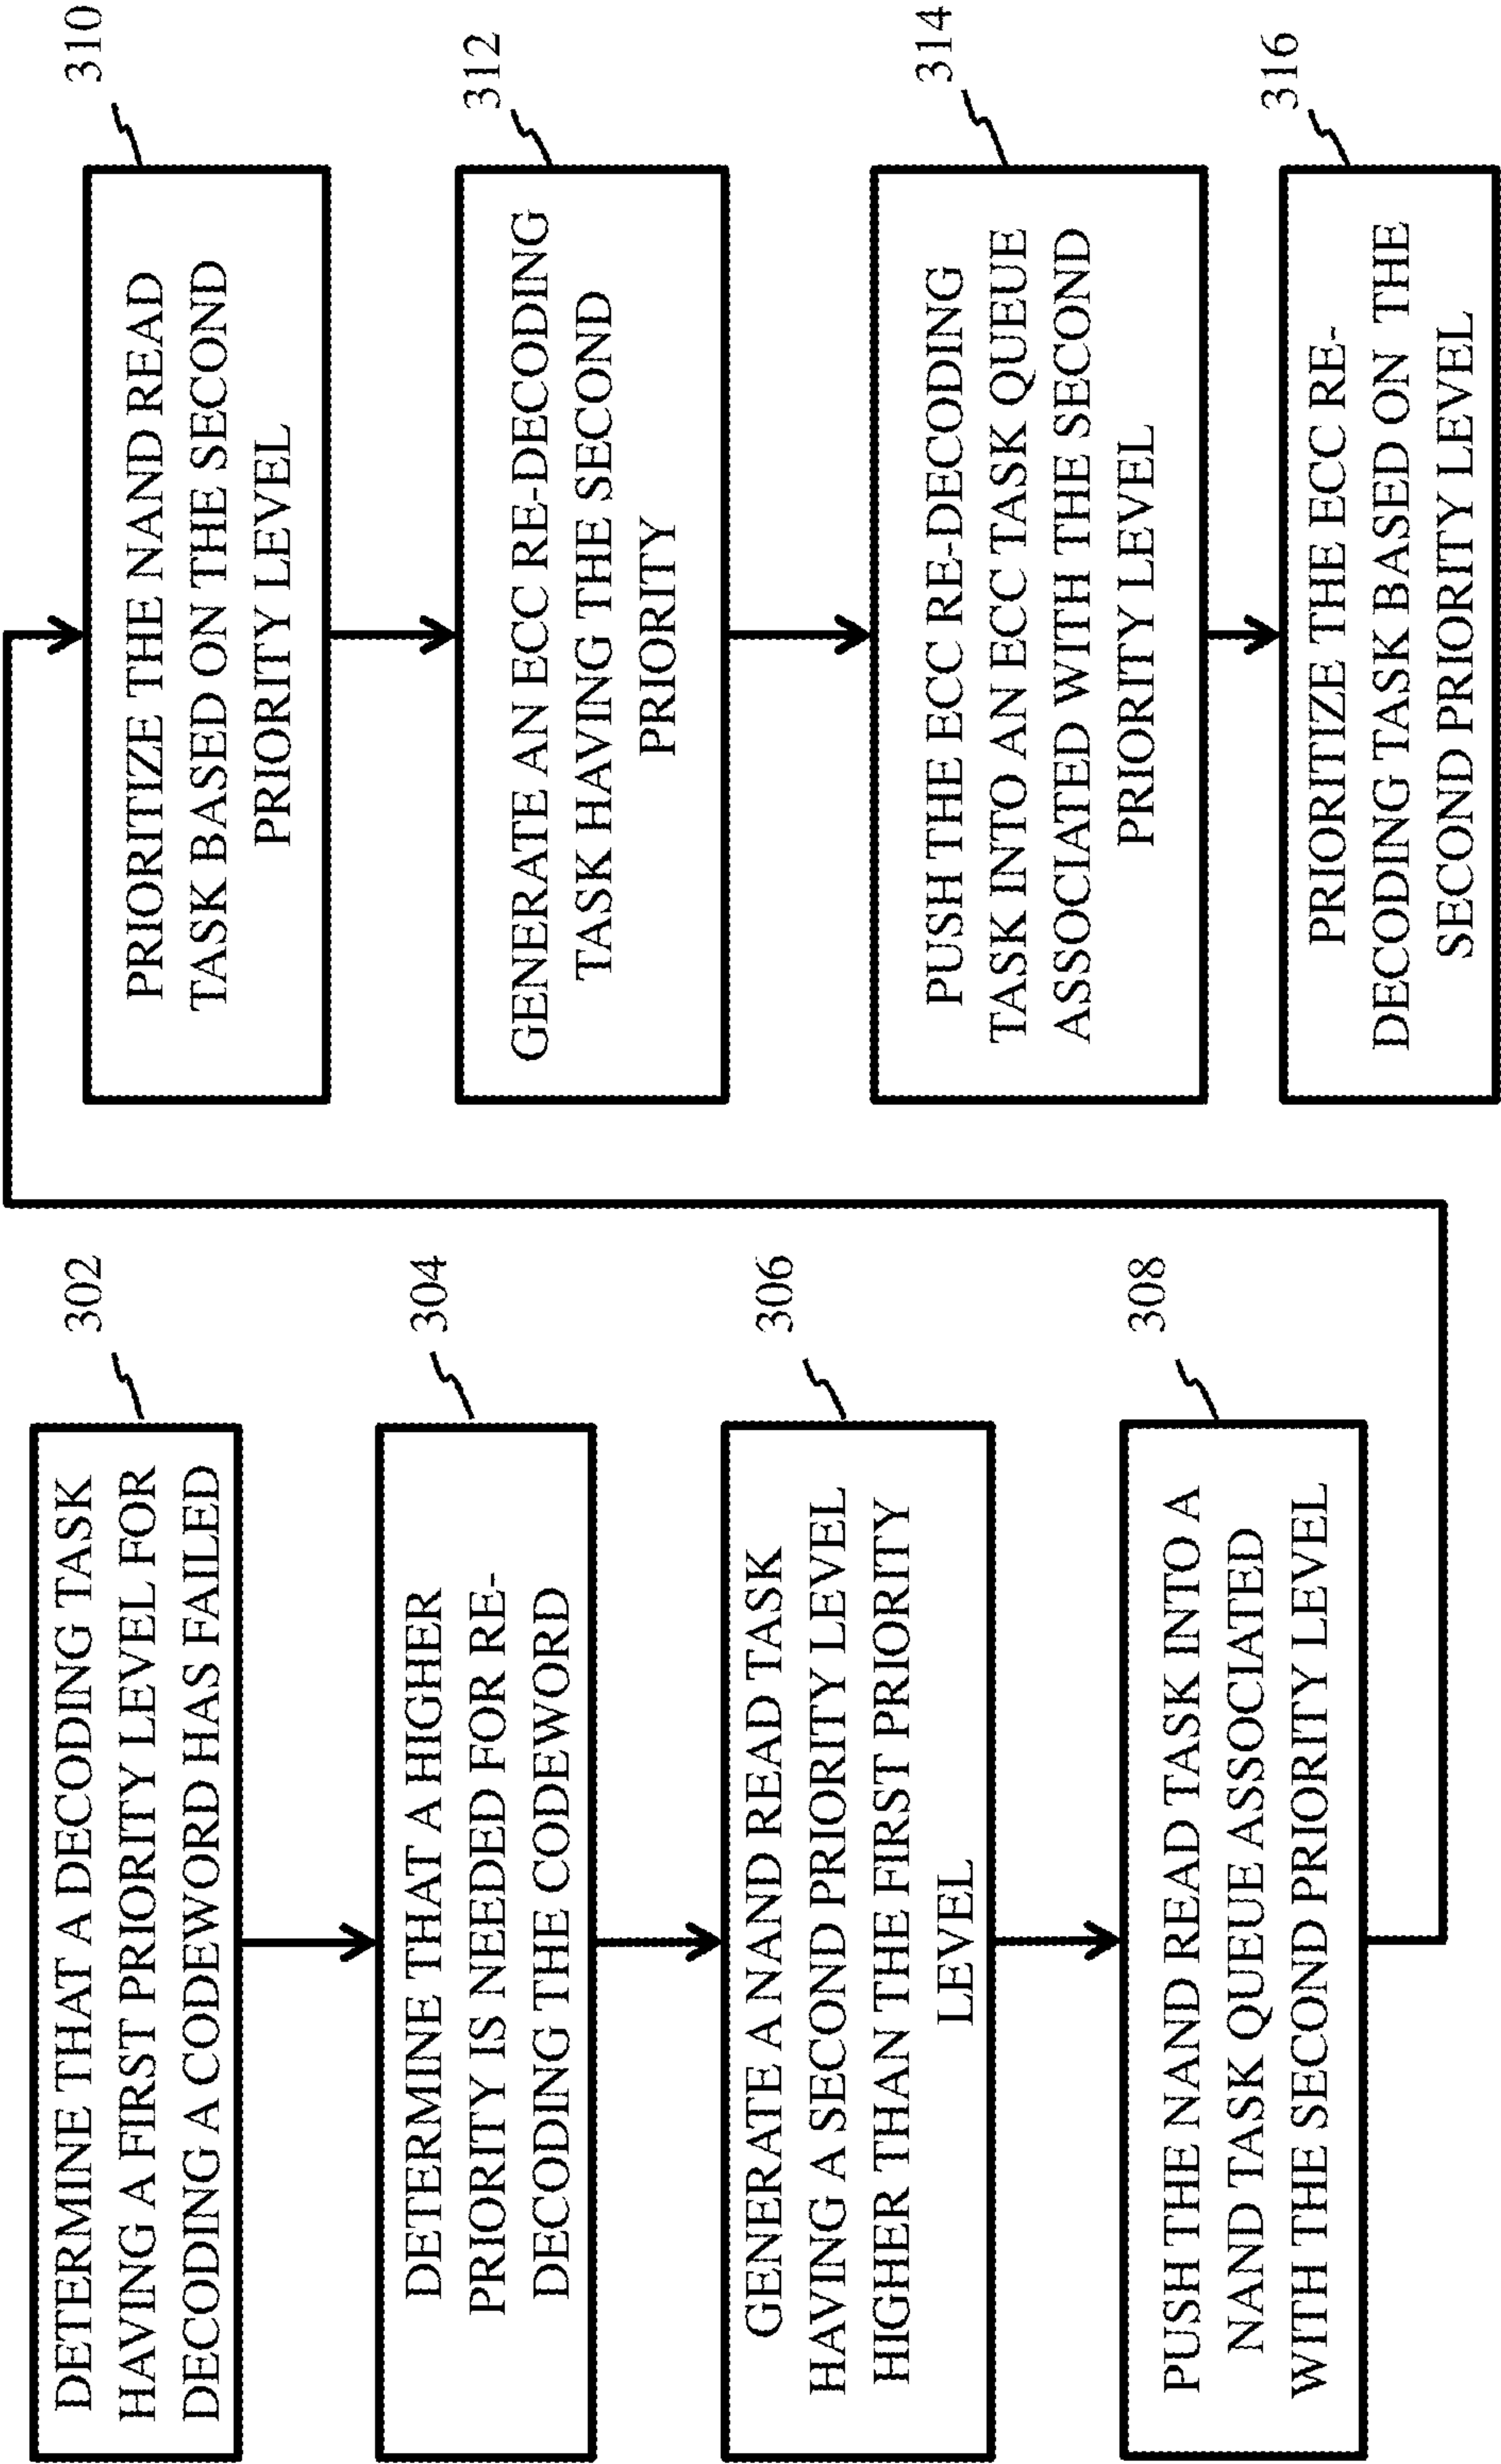 302
DETERMINE THAT A DECODING TASK
HAVING A FIRST PRIORITY LEVEL FOR
DECODING A CODEWORD HAS FAILED
304
DETERMINE THAT A HIGHER
PRIORITY IS NEEDED FOR RE-
DECODING THE CODEWORD
306
GENERATE A NAND READ TASK
HAVING A SECOND PRIORITY LEVEL
HIGHER THAN THE FIRST PRIORITY
LEVEL
308
PUSH THE NAND READ TASK INTO A
NAND TASK QUEUE ASSOCIATED
WITH THE SECOND PRIORITY LEVEL
310
PRIORITIZE THE NAND READ
TASK BASED ON THE SECOND
PRIORITY LEVEL
312
GENERATE AN ECC RE-DECODING
TASK HAVING THE SECOND
PRIORITY
314
PUSH THE ECC RE-DECODING
TASK INTO AN ECC TASK QUEUE
ASSOCIATED WITH THE SECOND
PRIORITY LEVEL
316
PRIORITIZE THE ECC RE-
DECODING TASK BASED ON THE
SECOND PRIORITY LEVEL